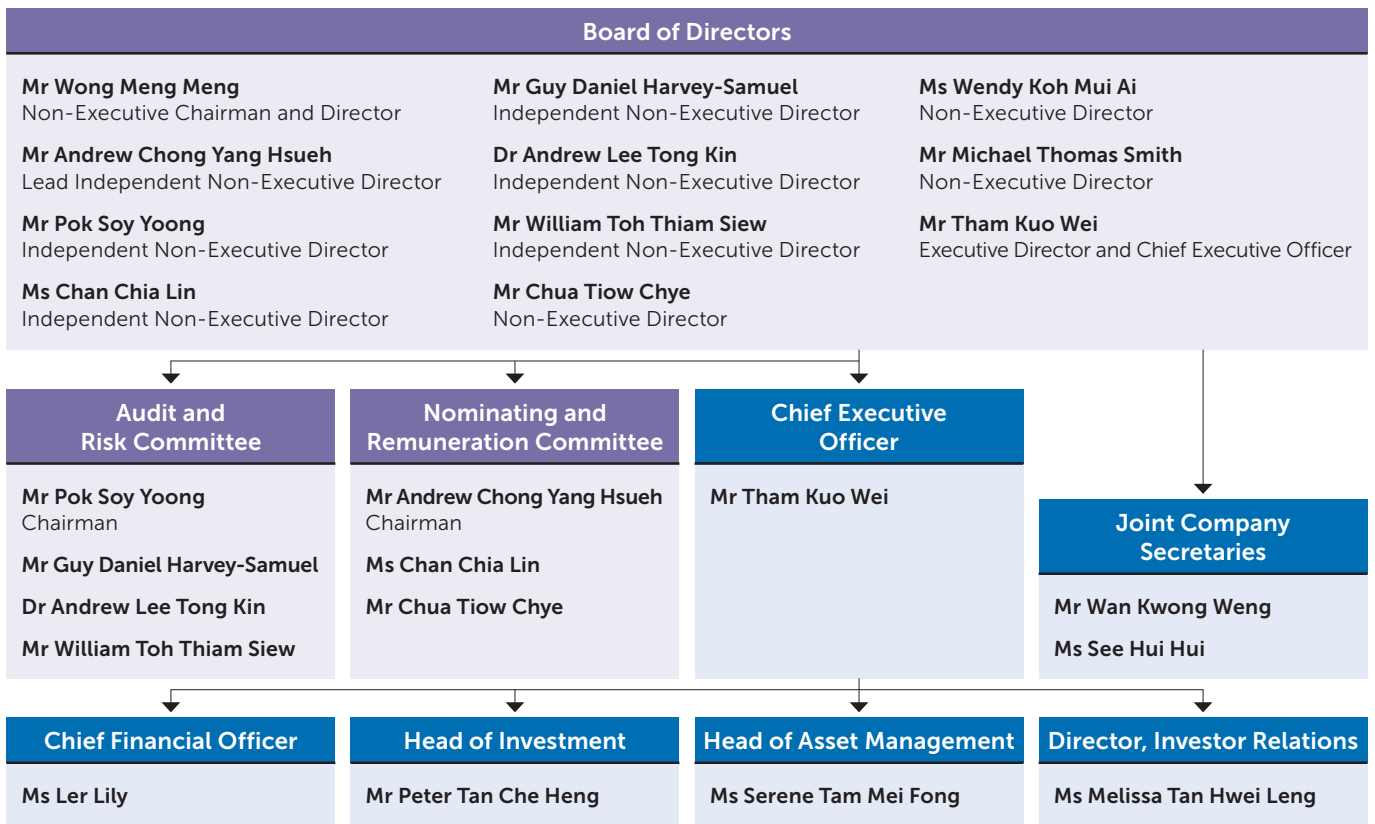 Board of Directors
Mr Wong Meng Meng
Non-Executive Chairman and Director
Mr Andrew Chong Yang Hsueh
Lead Independent Non-Executive Director
Mr Pok Soy Yoong
Independent Non-Executive Director
Ms Chan Chia Lin
Independent Non-Executive Director
Mr Guy Daniel Harvey-Samuel
Independent Non-Executive Director
Dr Andrew Lee Tong Kin
Independent Non-Executive Director
Mr William Toh Thiam Siew
Independent Non-Executive Director
Mr Chua Tiow Chye
Non-Executive Director
Ms Wendy Koh Mui Ai
Non-Executive Director
Mr Michael Thomas Smith
Non-Executive Director
Mr Tham Kuo Wei
Executive Director and Chief Executive Officer
Audit and
Risk Committee
Mr Pok Soy Yoong
Chairman
Mr Guy Daniel Harvey-Samuel
Dr Andrew Lee Tong Kin
Mr William Toh Thiam Siew
Nominating and
Remuneration Committee
Mr Andrew Chong Yang Hsueh
Chairman
Ms Chan Chia Lin
Mr Chua Tiow Chye
Chief Executive
Officer
Mr Tham Kuo Wei
Joint Company
Secretaries
Mr Wan Kwong Weng
Ms See Hui Hui
Chief Financial Officer
Ms Ler Lily
Head of Investment
Mr Peter Tan Che Heng
Head of Asset Management
Ms Serene Tam Mei Fong
Director, Investor Relations
Ms Melissa Tan Hwei Leng